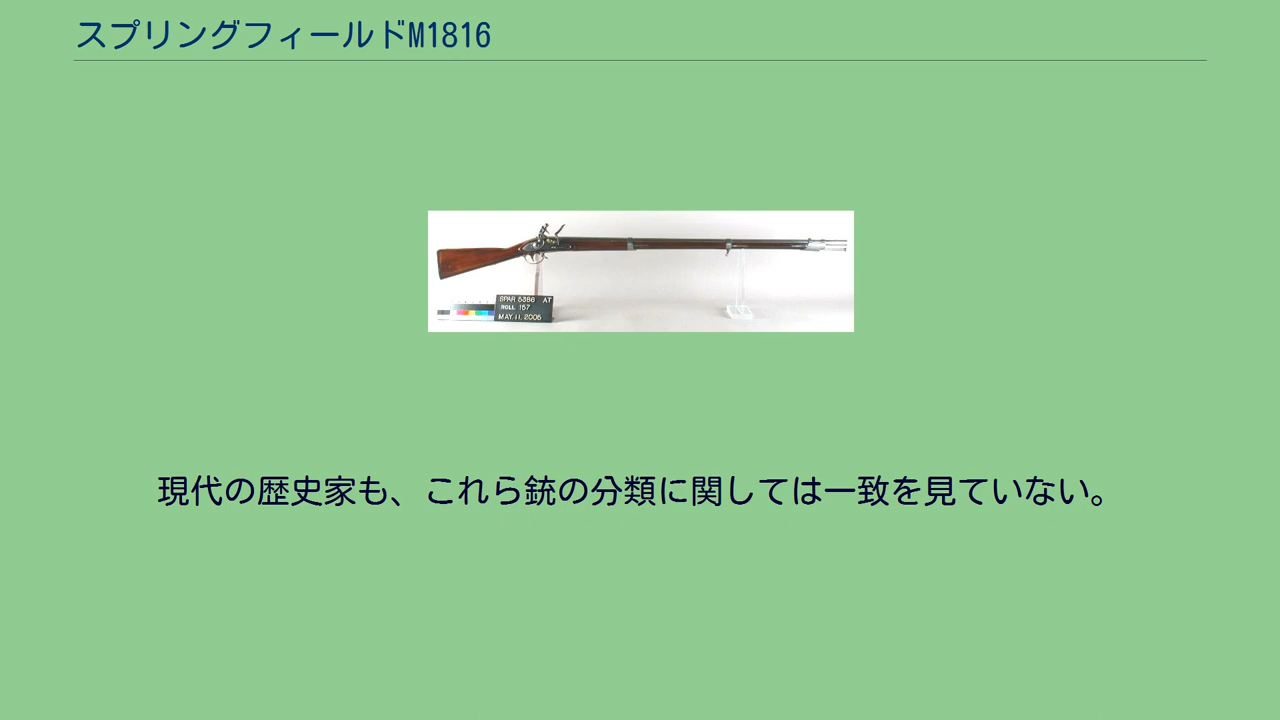 スプリングフィールドM1816
SPAR 5386 AT
ROLL 157
MAY.11.2005
現代の歴史家も、これら銃の分類に関しては一致を見ていない。